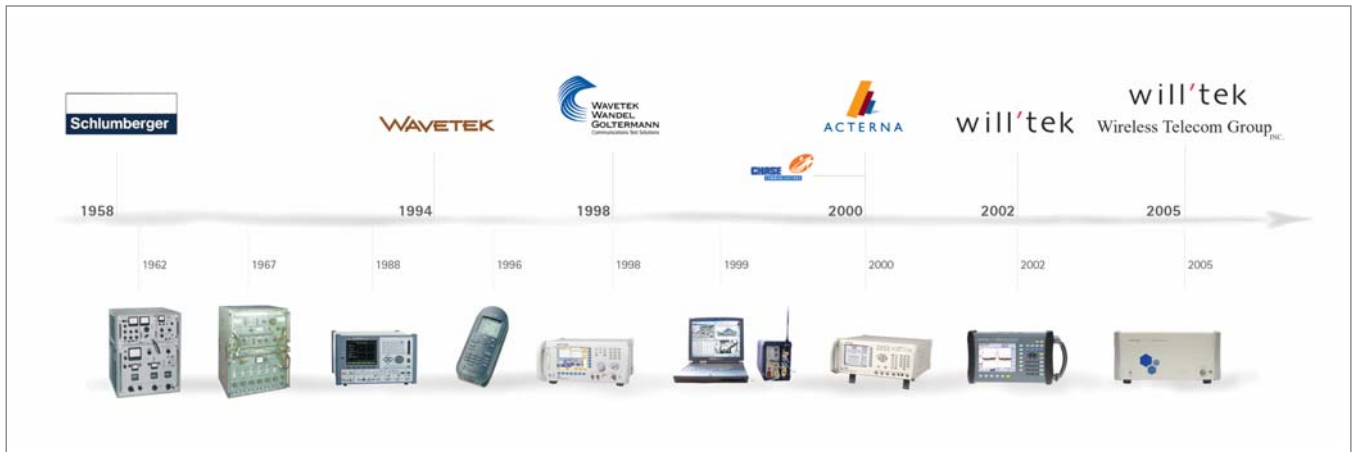 Schlumberger
WAVETEK
WAVETEK
WANDEL
GOLTERMANN
Communications Test Solutions
ACTERNA
CHASE
will'tek
will'tek
Wireless Telecom Group INC.
1958
1994
1998
2000
2002
2005
1962
1967
1988
1996
1998
1999
2000
2002
2005